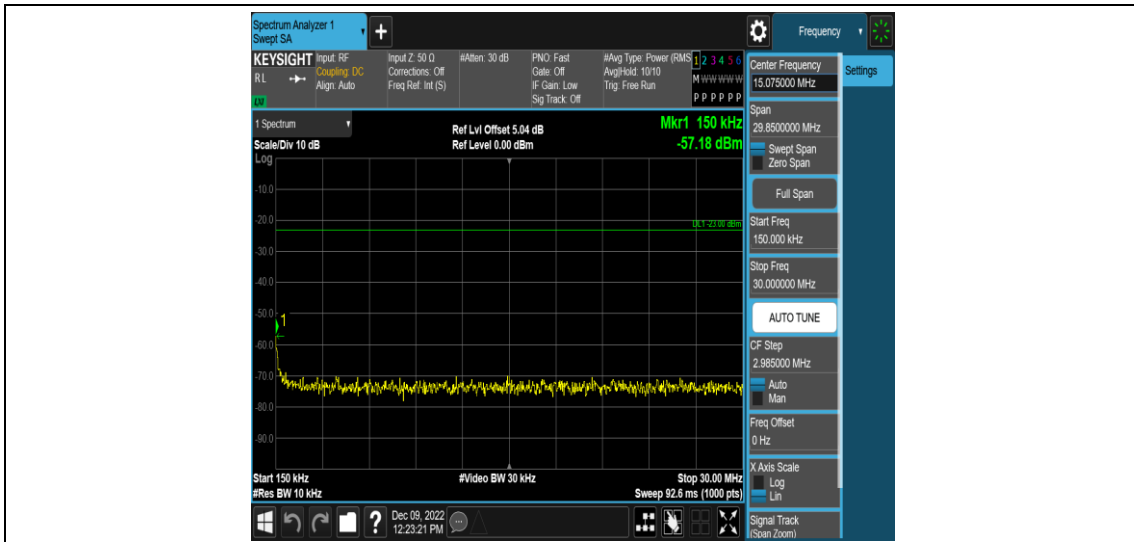 Spectrum Analyzer 1
Swept SA
Frequency
KEYSIGHT
RL
LM
Input: RF
Coupling: DC
Align: Auto
Input Z: 50 Ω
Corrections: Off
Freq Ref: Int (S)
#Atten: 30 dB
PNO: Fast
Gate: Off
IF Gain: Low
Sig Track: Off
#Avg Type: Power (RMS
Avg|Hold: 10/10
Trig: Free Run
1 2 3 4 5 6
M W W W W W
P P P P P P
1 Spectrum
Scale/Div 10 dB
Ref Lvl Offset 5.04 dB
Ref Level 0.00 dBm
Mkr1 150 kHz
-57.18 dBm
Log
-10.0
-20.0
DL1 -23.00 dBm
-30.0
-40.0
-50.0
1
-60.0
-70.0
-80.0
-90.0
Start 150 kHz
#Res BW 10 kHz
#Video BW 30 kHz
Stop 30.00 MHz
Sweep 92.6 ms (1000 pts)
Dec 09, 2022
12:23:21 PM
Center Frequency
15.075000 MHz
Settings
Span
29.8500000 MHz
Swept Span
Zero Span
Full Span
Start Freq
150.000 kHz
Stop Freq
30.000000 MHz
AUTO TUNE
CF Step
2.985000 MHz
Auto
Man
Freq Offset
0 Hz
X Axis Scale
Log
Lin
Signal Track
(Span Zoom)